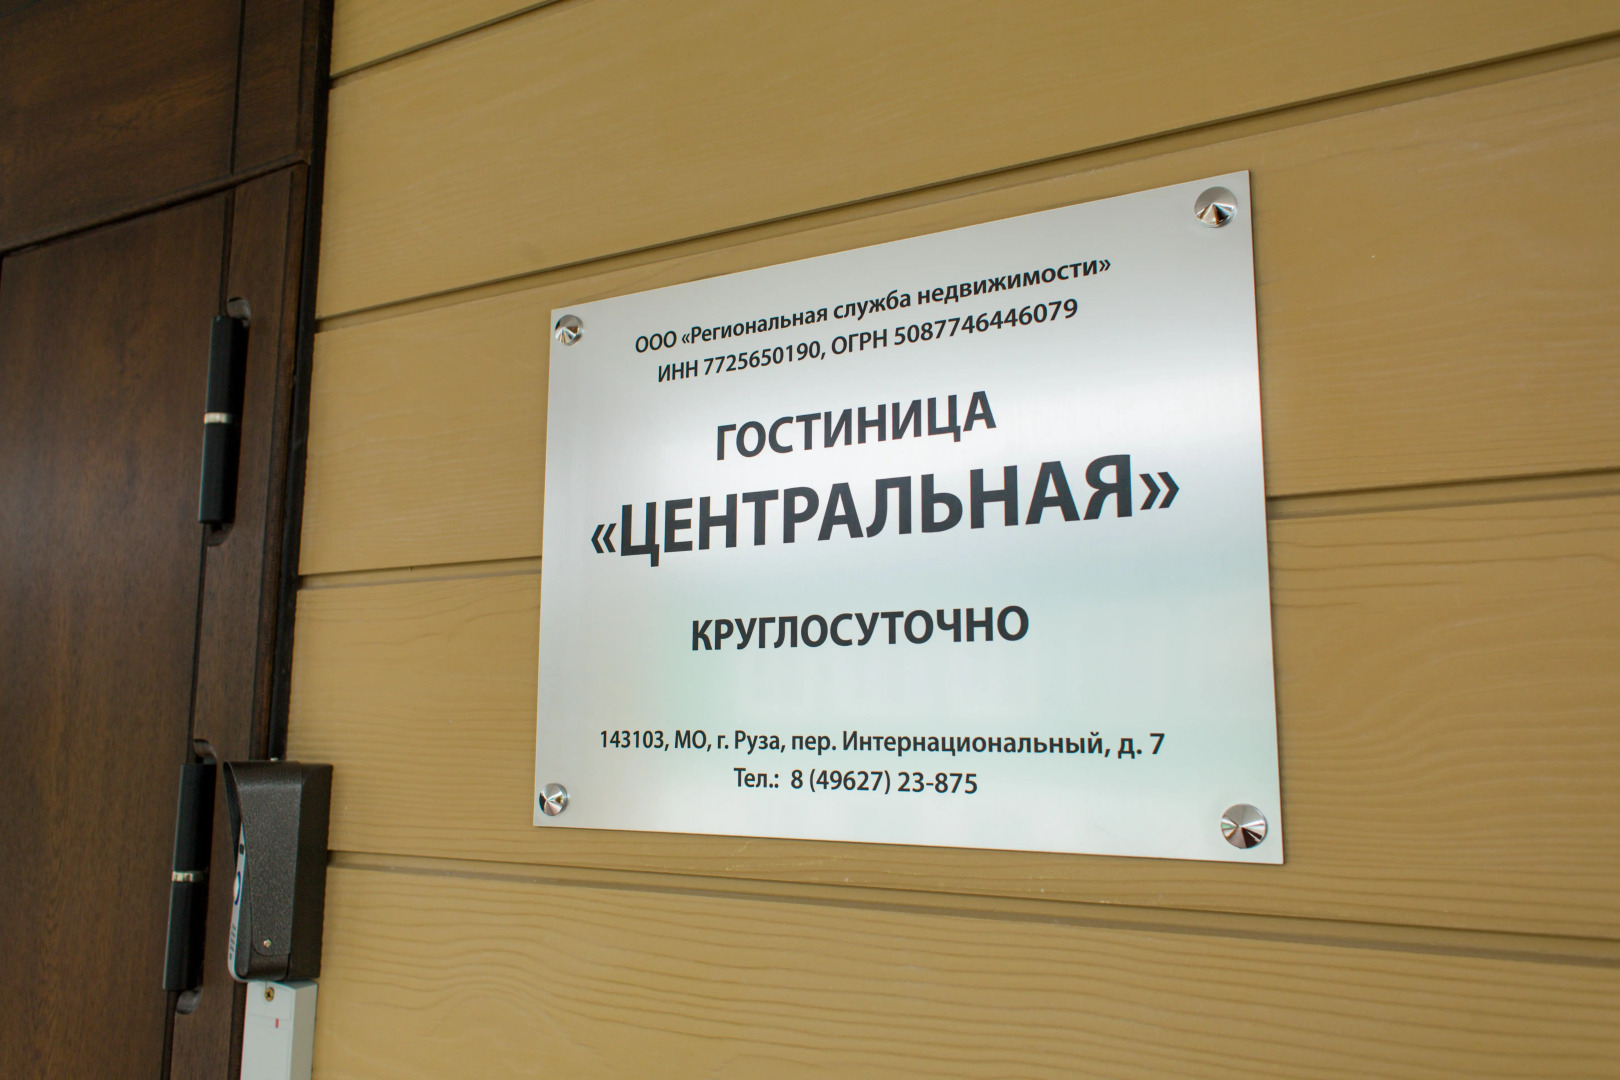 ООО «Региональная служба недвижимости»
ИНН 7725650190, ОГРН 5087746446079
ГОСТИНИЦА
«ЦЕНТРАЛЬНАЯ»
КРУГЛОСУТОЧНО
143103, МО, г. Руза, пер. Интернациональный, д. 7
Тел.: 8 (49627) 23-875